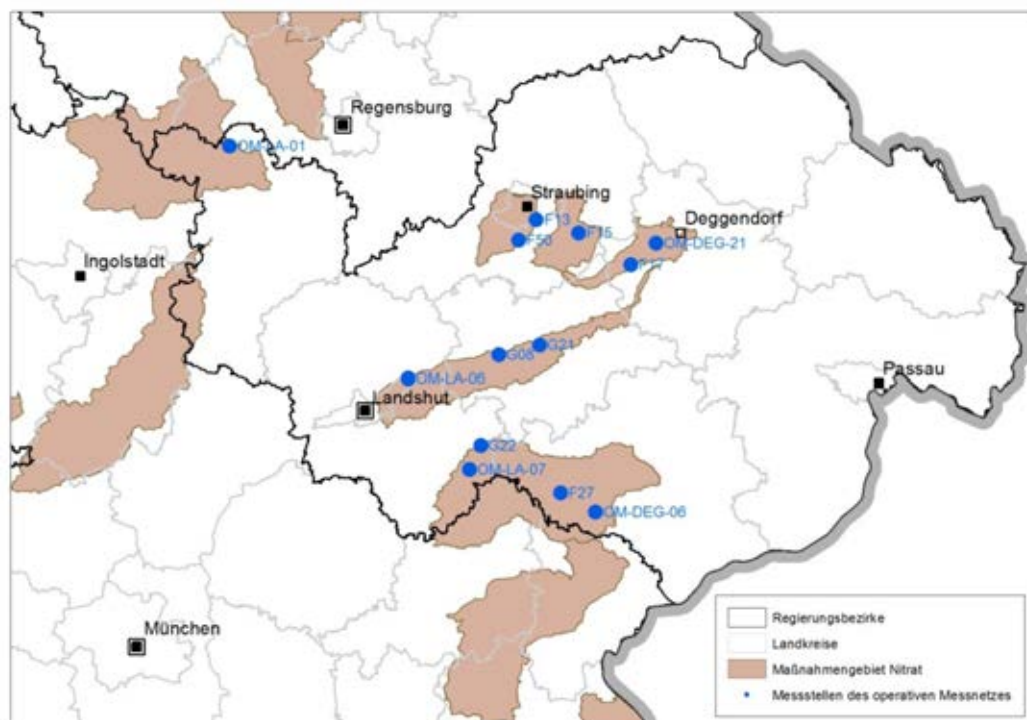 Regensburg
OM-LA-01
Straubing
F13
F15
F50
Deggendorf
OM-DEG-21
F17
Ingolstadt
G21
G08
OM-LA-06
Landshut
Passau
G22
OM-LA-07
F27
OM-DEG-06
München
Regierungsbezirke
Landkreise
Maßnahmengebiet Nitrat
Messstellen des operativen Messnetzes